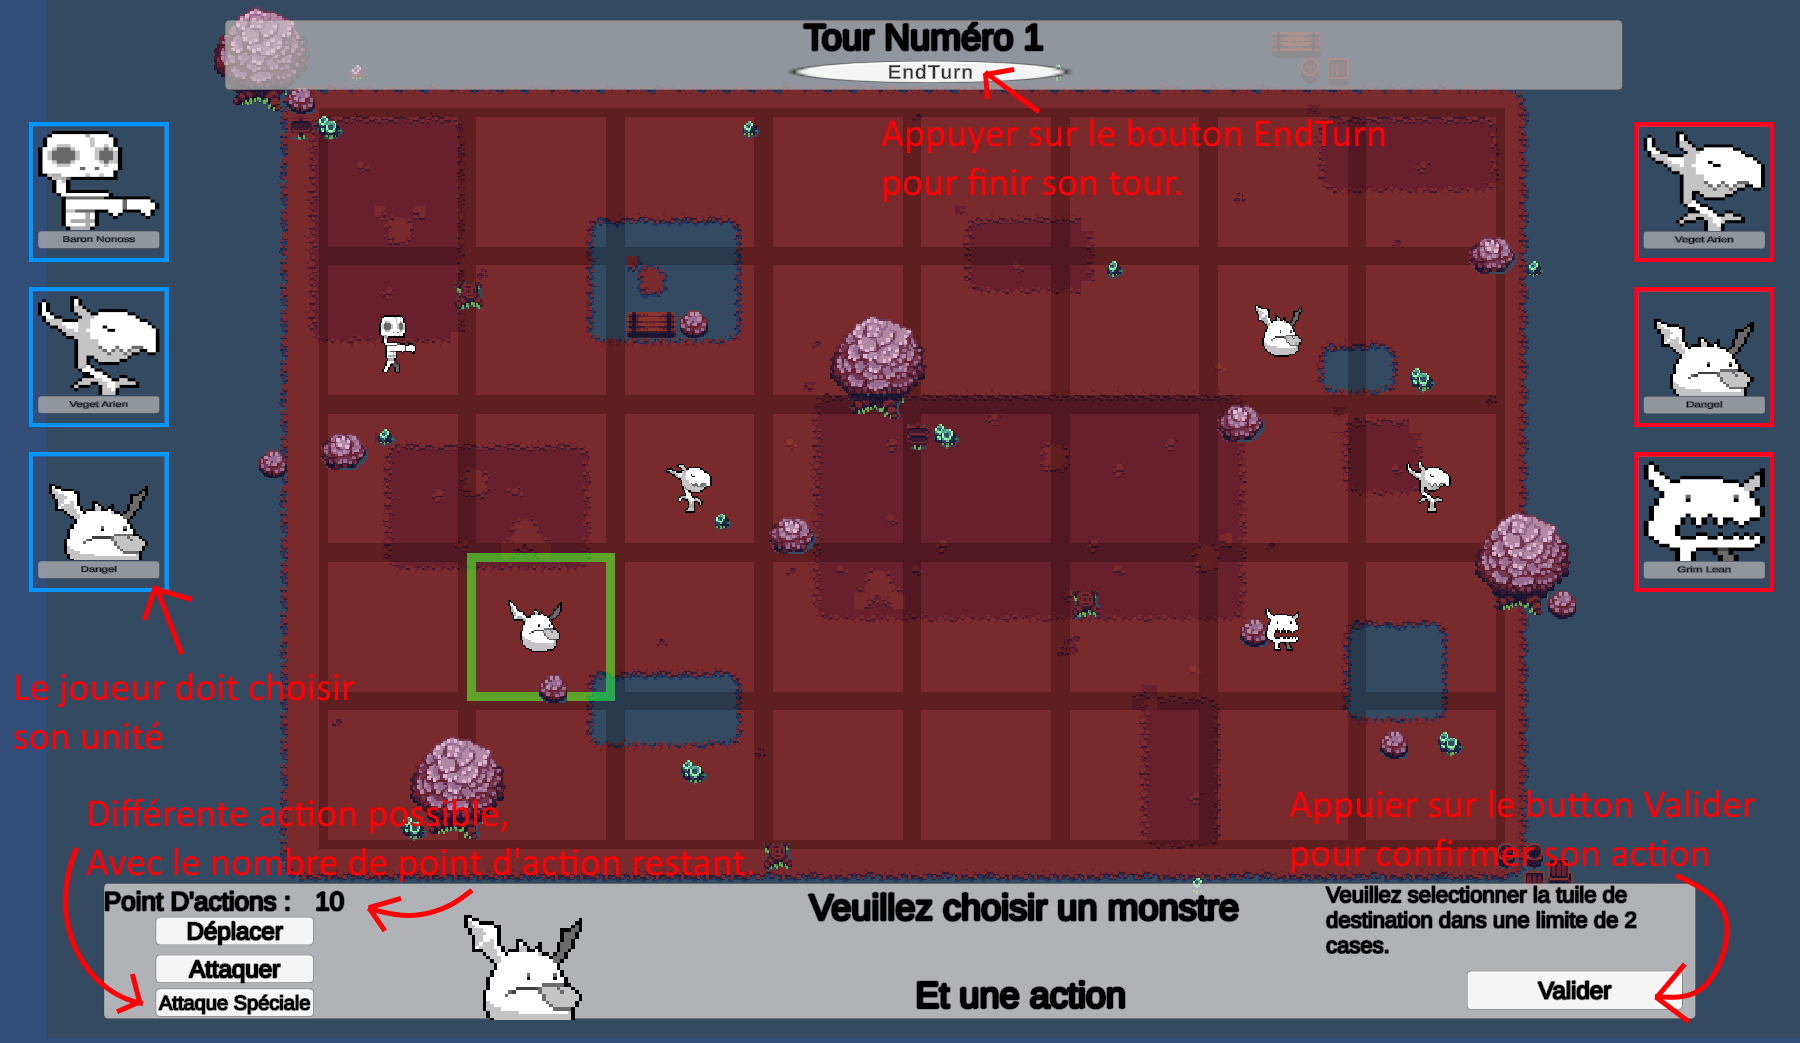 Tour Numéro 1
EndTurn
Appuyer sur le bouton EndTurn
pour finir son tour.
Baron Nonoss
Veget Arien
Dangel
Veget Arien
Dangel
Grim Lean
Le joueur doit choisir
son unité
Différente action possible,
Avec le nombre de point d'action restant.
Appuier sur le button Valider
pour confirmer son action
Point D'actions : 10
Déplacer
Attaquer
Attaque Spéciale
Veuillez choisir un monstre
Et une action
Veuillez selectionner la tuile de
destination dans une limite de 2
cases.
Valider